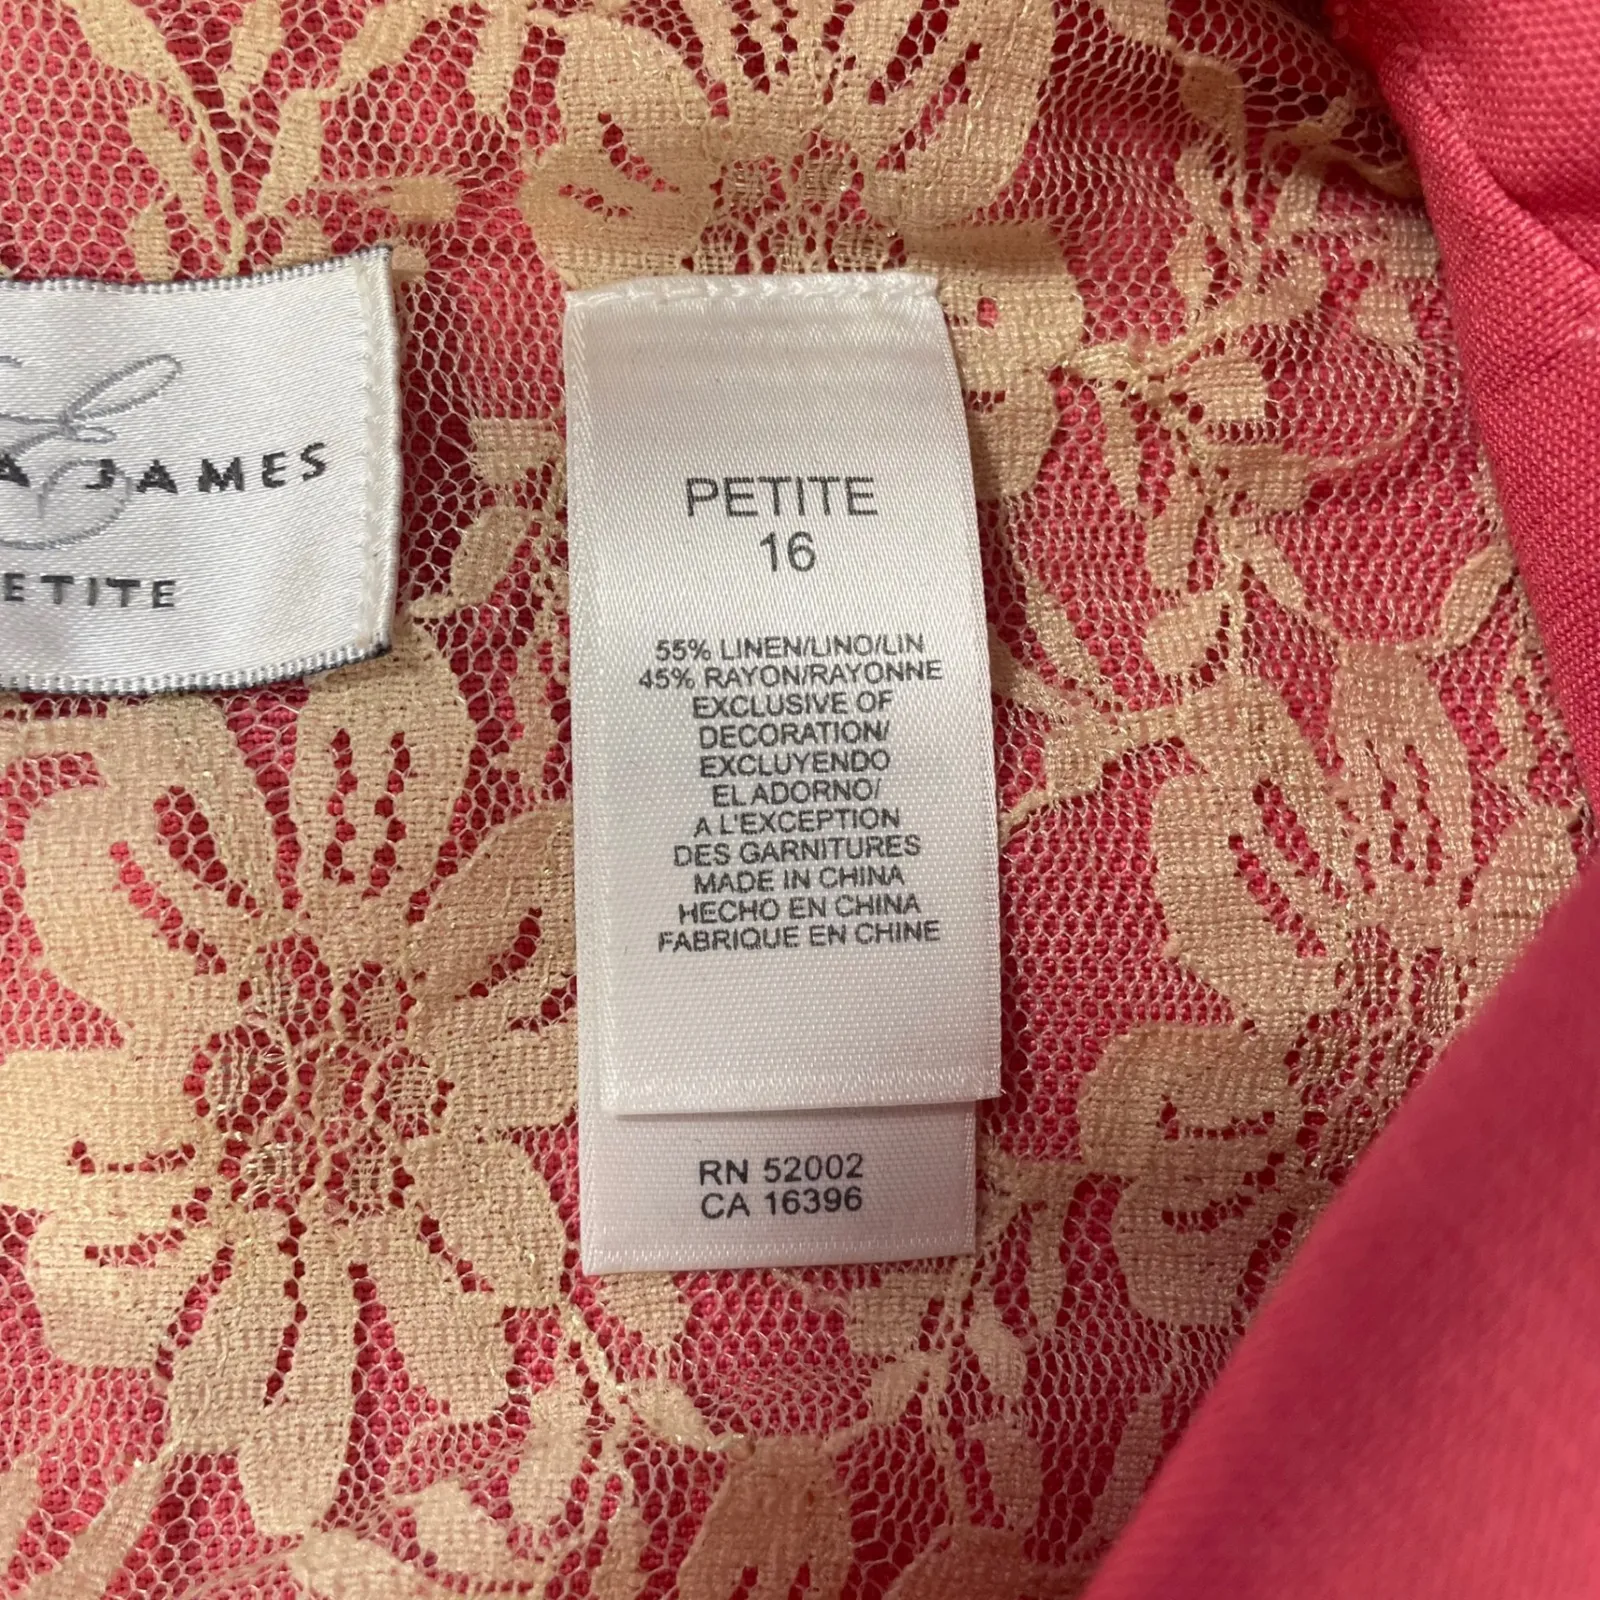 A JAMES
ETITE
PETITE
16
55% LINEN/LINO/LIN
45% RAYON/RAYONNE
EXCLUSIVE OF
DECORATION/
EXCLUYENDO
EL ADORNO/
A L'EXCEPTION
DES GARNITURES
MADE IN CHINA
HECHO EN CHINA
FABRIQUE EN CHINE
RN 52002
CA 16396